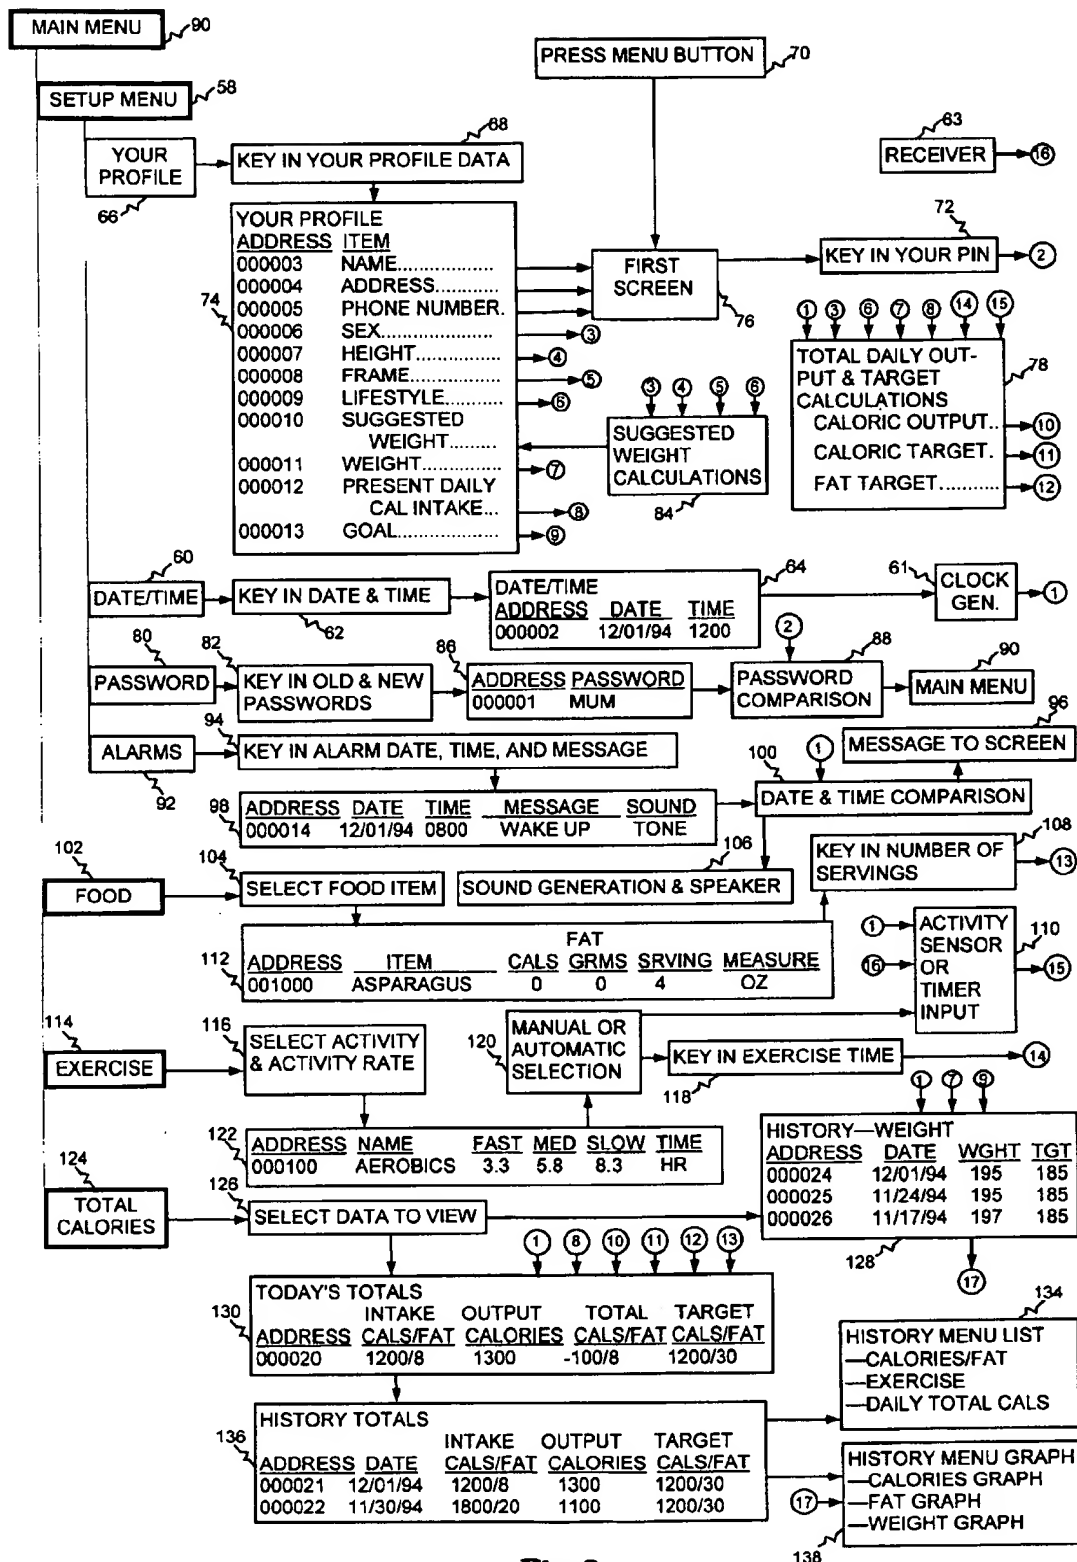 MAIN MENU
90
PRESS MENU BUTTON
70
SETUP MENU
58
68
63
YOUR
PROFILE
KEY IN YOUR PROFILE DATA
RECEIVER
16
66
YOUR PROFILE
ADDRESS ITEM
000003 NAME..................
000004 ADDRESS............
000005 PHONE NUMBER.
000006 SEX......................
000007 HEIGHT................
000008 FRAME.................
000009 LIFESTYLE...........
000010 SUGGESTED
WEIGHT.........
000011 WEIGHT...............
000012 PRESENT DAILY
CAL INTAKE...
000013 GOAL...................
74
3
4
5
6
7
8
9
FIRST
SCREEN
76
72
KEY IN YOUR PIN
2
1 3 6 7 8 14 15
TOTAL DAILY OUT-
PUT & TARGET
CALCULATIONS
CALORIC OUTPUT..
CALORIC TARGET.
FAT TARGET...........
78
10
11
12
3 4 5 6
SUGGESTED
WEIGHT
CALCULATIONS
84
60
DATE/TIME
KEY IN DATE & TIME
62
DATE/TIME
ADDRESS DATE TIME
000002 12/01/94 1200
64
61
CLOCK
GEN.
1
80
PASSWORD
82
KEY IN OLD & NEW
PASSWORDS
86
ADDRESS PASSWORD
000001 MUM
2
88
PASSWORD
COMPARISON
90
MAIN MENU
ALARMS
92
94
KEY IN ALARM DATE, TIME, AND MESSAGE
96
MESSAGE TO SCREEN
98
ADDRESS DATE TIME MESSAGE SOUND
000014 12/01/94 0800 WAKE UP TONE
1
100
DATE & TIME COMPARISON
102
FOOD
104
SELECT FOOD ITEM
106
SOUND GENERATION & SPEAKER
108
KEY IN NUMBER OF
SERVINGS
13
112
FAT
ADDRESS ITEM CALS GRMS SRVING MEASURE
001000 ASPARAGUS 0 0 4 OZ
1
16
ACTIVITY
SENSOR
OR
TIMER
INPUT
110
15
114
EXERCISE
116
SELECT ACTIVITY
& ACTIVITY RATE
120
MANUAL OR
AUTOMATIC
SELECTION
KEY IN EXERCISE TIME
118
14
122
ADDRESS NAME FAST MED SLOW TIME
000100 AEROBICS 3.3 5.8 8.3 HR
1 7 9
HISTORY—WEIGHT
ADDRESS DATE WGHT TGT
000024 12/01/94 195 185
000025 11/24/94 195 185
000026 11/17/94 197 185
128
17
124
TOTAL
CALORIES
126
SELECT DATA TO VIEW
1 8 10 11 12 13
130
TODAY'S TOTALS
INTAKE OUTPUT TOTAL TARGET
ADDRESS CALS/FAT CALORIES CALS/FAT CALS/FAT
000020 1200/8 1300 -100/8 1200/30
134
HISTORY MENU LIST
—CALORIES/FAT
—EXERCISE
—DAILY TOTAL CALS
136
HISTORY TOTALS
INTAKE OUTPUT TARGET
ADDRESS DATE CALS/FAT CALORIES CALS/FAT
000021 12/01/94 1200/8 1300 1200/30
000022 11/30/94 1800/20 1100 1200/30
17
HISTORY MENU GRAPH
—CALORIES GRAPH
—FAT GRAPH
—WEIGHT GRAPH
138